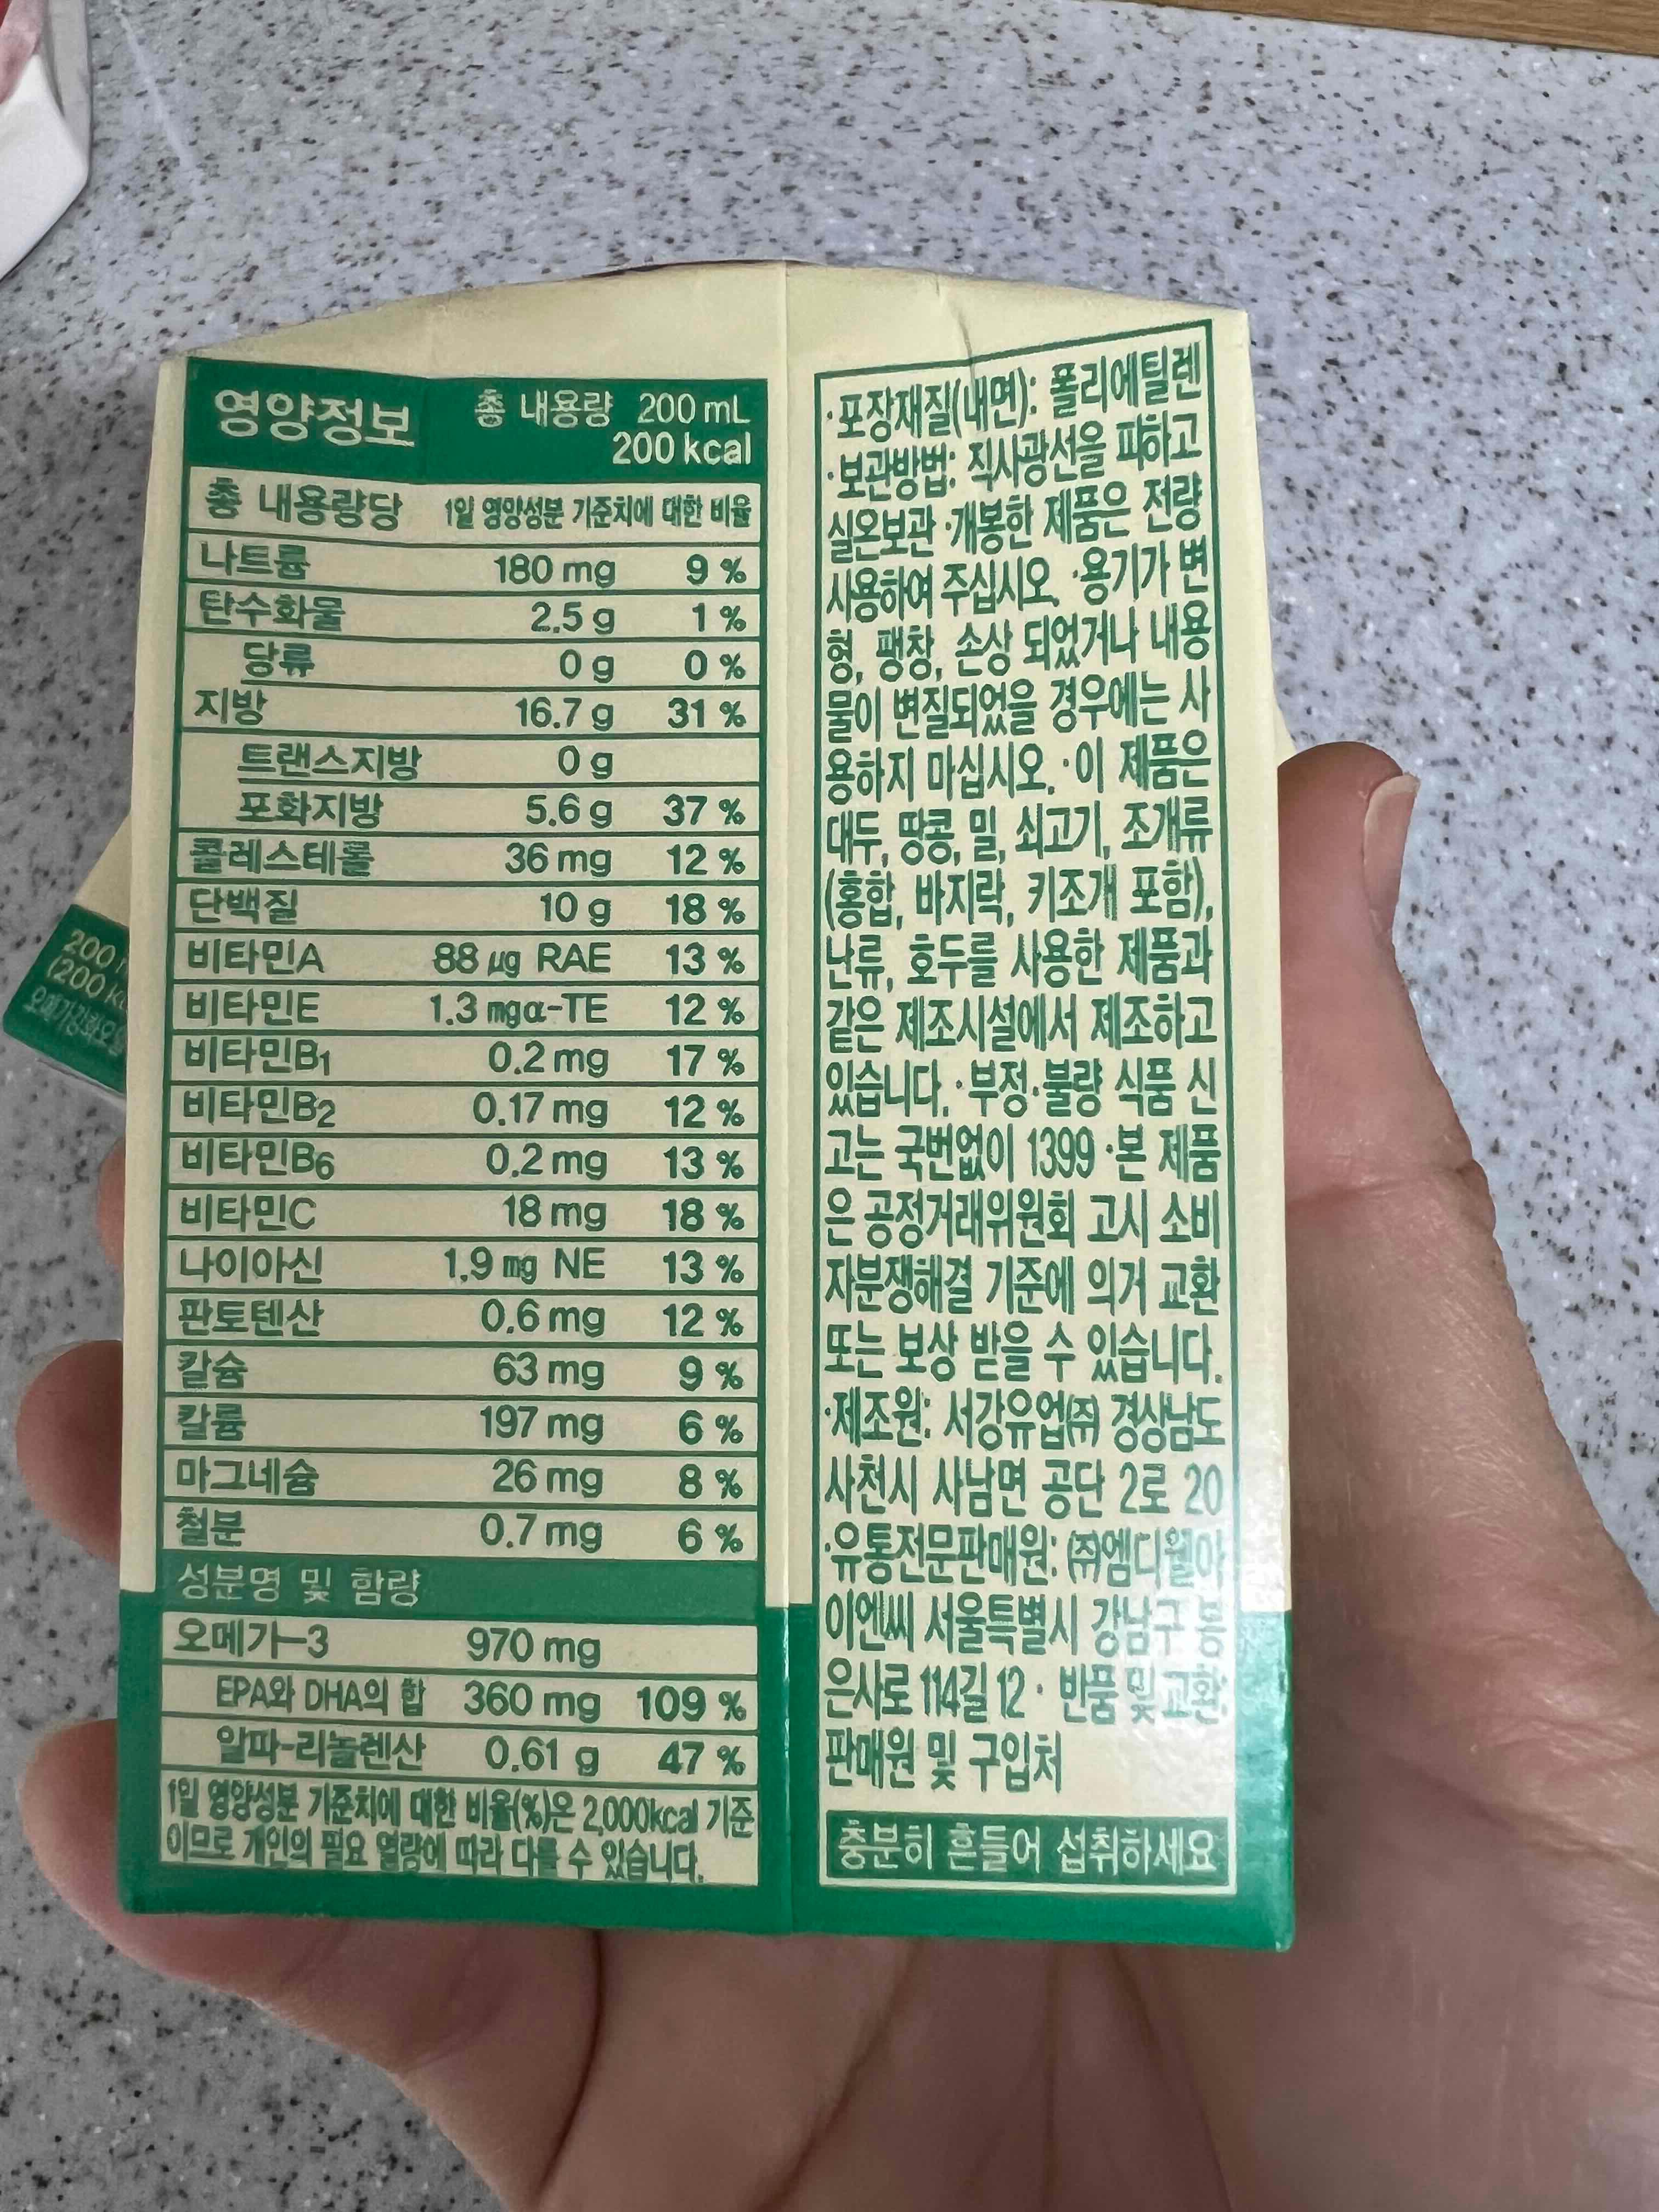 영양정보 총 내용량 200 mL
200 kcal
총 내용량당 1일 영양성분 기준치에 대한 비율
나트륨 180 mg 9 %
탄수화물 2.5 g 1 %
당류 0 g 0 %
지방 16.7 g 31 %
트랜스지방 0 g
포화지방 5.6 g 37 %
콜레스테롤 36 mg 12 %
단백질 10 g 18 %
비타민A 88 μg RAE 13 %
비타민E 1.3 mgα-TE 12 %
비타민B1 0.2 mg 17 %
비타민B2 0.17 mg 12 %
비타민B6 0.2 mg 13 %
비타민C 18 mg 18 %
나이아신 1.9 mg NE 13 %
판토텐산 0.6 mg 12 %
칼슘 63 mg 9 %
칼륨 197 mg 6 %
마그네슘 26 mg 8 %
철분 0.7 mg 6 %
성분명 및 함량
오메가-3 970 mg
EPA와 DHA의 합 360 mg 109 %
알파-리놀렌산 0.61 g 47 %
1일 영양성분 기준치에 대한 비율(%)은 2,000kcal 기준
이므로 개인의 필요 열량에 따라 다를 수 있습니다.
·포장재질(내면): 폴리에틸렌
·보관방법: 직사광선을 피하고
실온보관 ·개봉한 제품은 전량
사용하여 주십시오. ·용기가 변
형, 팽창, 손상 되었거나 내용
물이 변질되었을 경우에는 사
용하지 마십시오. ·이 제품은
대두, 땅콩, 밀, 쇠고기, 조개류
(홍합, 바지락, 키조개 포함),
난류, 호두를 사용한 제품과
같은 제조시설에서 제조하고
있습니다. ·부정·불량 식품 신
고는 국번없이 1399 ·본 제품
은 공정거래위원회 고시 소비
자분쟁해결 기준에 의거 교환
또는 보상 받을 수 있습니다.
·제조원: 서강유업㈜ 경상남도
사천시 사남면 공단 2로 20
·유통전문판매원: ㈜엠디웰아
이엔씨 서울특별시 강남구 봉
은사로 114길 12 · 반품 및 교환:
판매원 및 구입처
충분히 흔들어 섭취하세요
200
(200 k